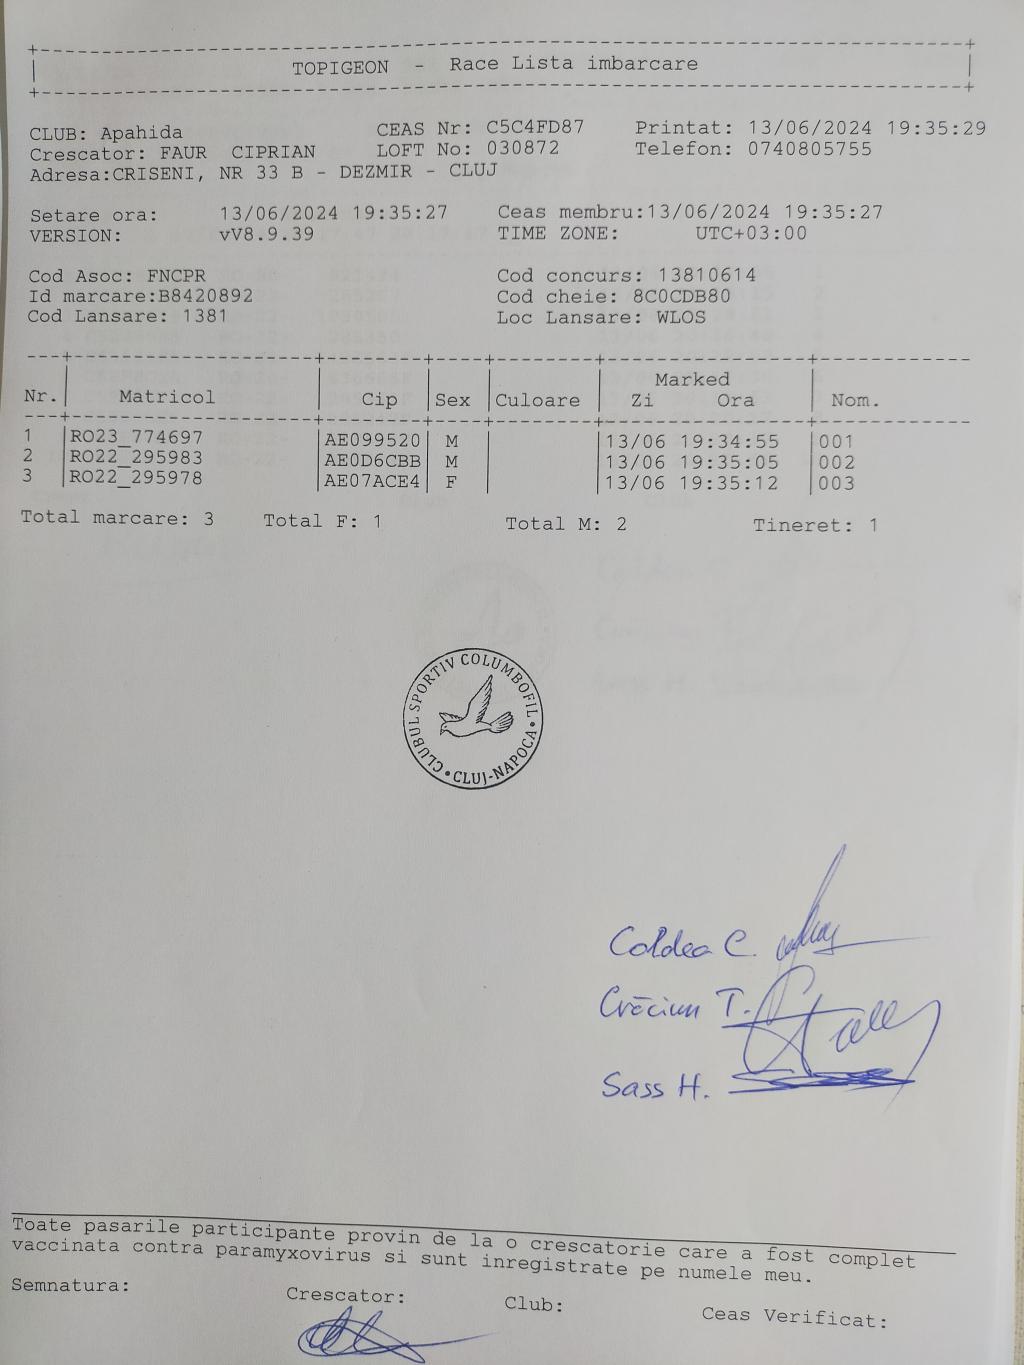 TOPIGEON - Race Lista imbarcare
CLUB: Apahida CEAS Nr: C5C4FD87 Printat: 13/06/2024 19:35:29
Crescator: FAUR CIPRIAN LOFT No: 030872 Telefon: 0740805755
Adresa:CRISENI, NR 33 B - DEZMIR - CLUJ
Setare ora: 13/06/2024 19:35:27 Ceas membru:13/06/2024 19:35:27
VERSION: vV8.9.39 TIME ZONE: UTC+03:00
Cod Asoc: FNCPR Cod concurs: 13810614
Id marcare:B8420892 Cod cheie: 8C0CDB80
Cod Lansare: 1381 Loc Lansare: WLOS
Marked
Nr. Matricol Cip Sex Culoare Zi Ora Nom.
1 RO23_774697 AE099520 M 13/06 19:34:55 001
2 RO22_295983 AE0D6CBB M 13/06 19:35:05 002
3 RO22_295978 AE07ACE4 F 13/06 19:35:12 003
Total marcare: 3 Total F: 1 Total M: 2 Tineret: 1
CLUBUL SPORTIV COLUMBOFIL
CLUJ-NAPOCA
Coldea C.
Crăciun T.
Sass H.
Toate pasarile participante provin de la o crescatorie care a fost complet
vaccinata contra paramyxovirus si sunt inregistrate pe numele meu.
Semnatura: Crescator: Club: Ceas Verificat: